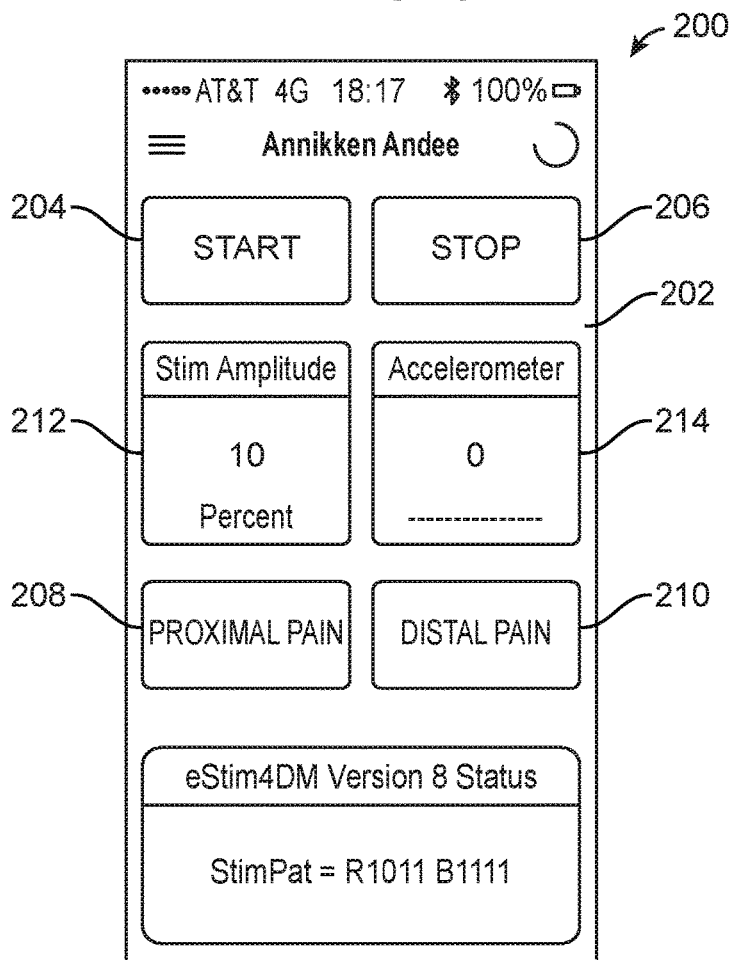 200
AT&T 4G 18:17 100%
Annikken Andee
204
START
STOP
206
202
Stim Amplitude
Accelerometer
212
10
Percent
0
---------------
214
208
PROXIMAL PAIN
DISTAL PAIN
210
eStim4DM Version 8 Status
StimPat = R1011 B1111